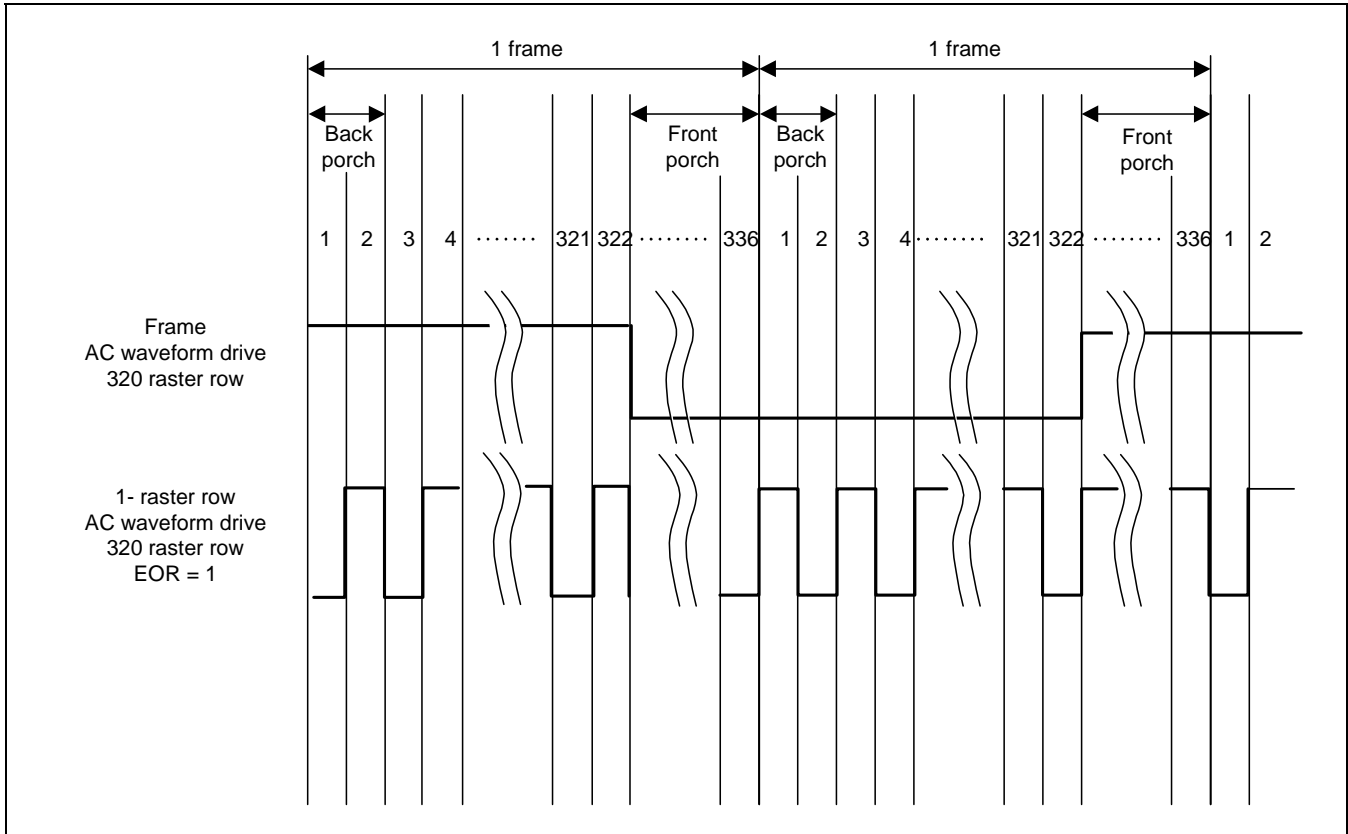 1 frame 1 frame
Back
porch
Front
porch
Back
porch
Front
porch
1 2 3 4 ········ 321 322 ········ 336 1 2 3 4 ········ 321 322 ········ 336 1 2
Frame
AC waveform drive
320 raster row
1- raster row
AC waveform drive
320 raster row
EOR = 1